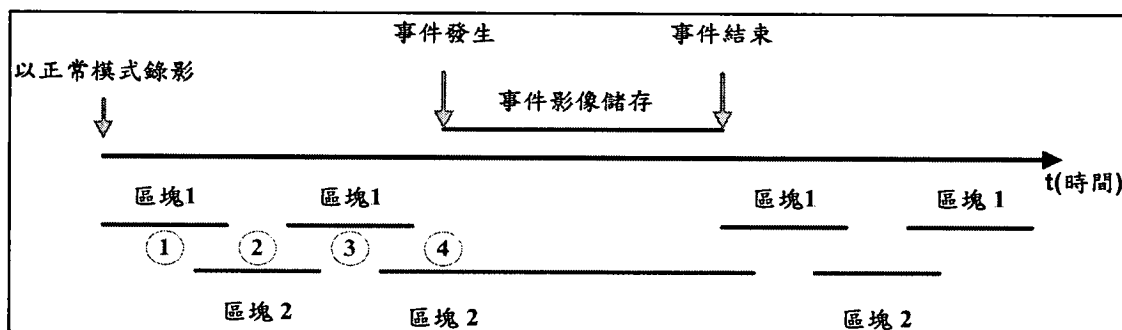 事件發生
事件結束
以正常模式錄影
事件影像儲存
t(時間)
區塊1
區塊1
區塊1
區塊 1
1
2
3
4
區塊 2
區塊 2
區塊 2